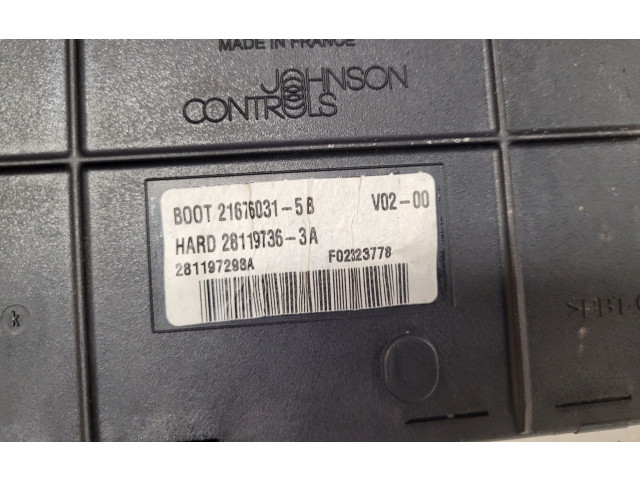 MADE IN FRANCE
JOHNSON
CONTROLS
BOOT 21676031-5B V02-00
HARD 28119736-3A
281197298A F02323778